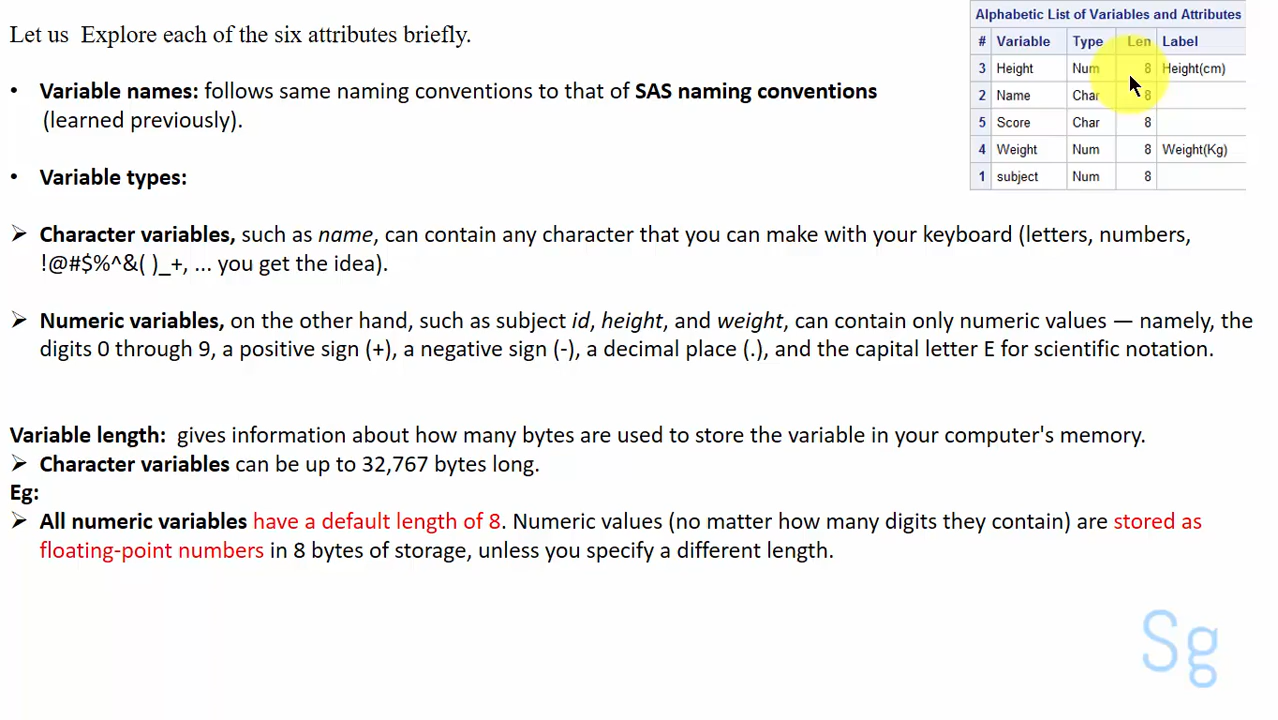 Let us  Explore each of the six attributes briefly.
• Variable names: follows same naming conventions to that of SAS naming conventions
(learned previously).
• Variable types:
➢ Character variables, such as name, can contain any character that you can make with your keyboard (letters, numbers,
!@#$%^&( )_+, ... you get the idea).
➢ Numeric variables, on the other hand, such as subject id, height, and weight, can contain only numeric values — namely, the
digits 0 through 9, a positive sign (+), a negative sign (-), a decimal place (.), and the capital letter E for scientific notation.
Variable length:  gives information about how many bytes are used to store the variable in your computer's memory.
➢ Character variables can be up to 32,767 bytes long.
Eg:
➢ All numeric variables have a default length of 8. Numeric values (no matter how many digits they contain) are stored as
floating-point numbers in 8 bytes of storage, unless you specify a different length.
Alphabetic List of Variables and Attributes
# Variable Type Len Label
3 Height Num 8 Height(cm)
2 Name Char 8
5 Score Char 8
4 Weight Num 8 Weight(Kg)
1 subject Num 8
Sg